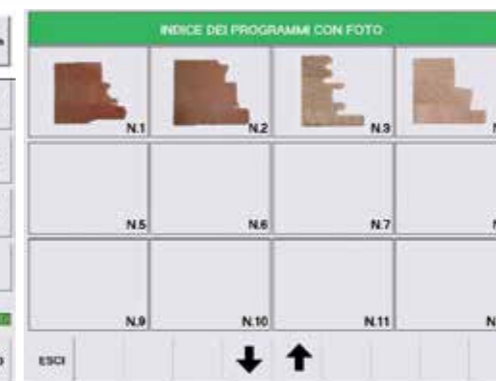 INDICE DEI PROGRAMMI CON FOTO
N.1 N.2 N.3
N.5 N.6 N.7
N.9 N.10 N.11
ESCI